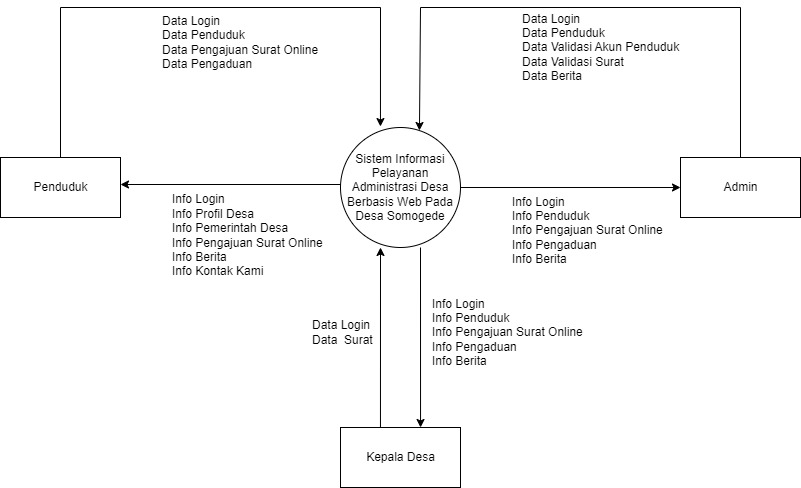 Data Login
Data Penduduk
Data Pengajuan Surat Online
Data Pengaduan
Data Login
Data Penduduk
Data Validasi Akun Penduduk
Data Validasi Surat
Data Berita
Penduduk
Sistem Informasi
Pelayanan
Administrasi Desa
Berbasis Web Pada
Desa Somogede
Admin
Info Login
Info Profil Desa
Info Pemerintah Desa
Info Pengajuan Surat Online
Info Berita
Info Kontak Kami
Info Login
Info Penduduk
Info Pengajuan Surat Online
Info Pengaduan
Info Berita
Data Login
Data  Surat
Info Login
Info Penduduk
Info Pengajuan Surat Online
Info Pengaduan
Info Berita
Kepala Desa